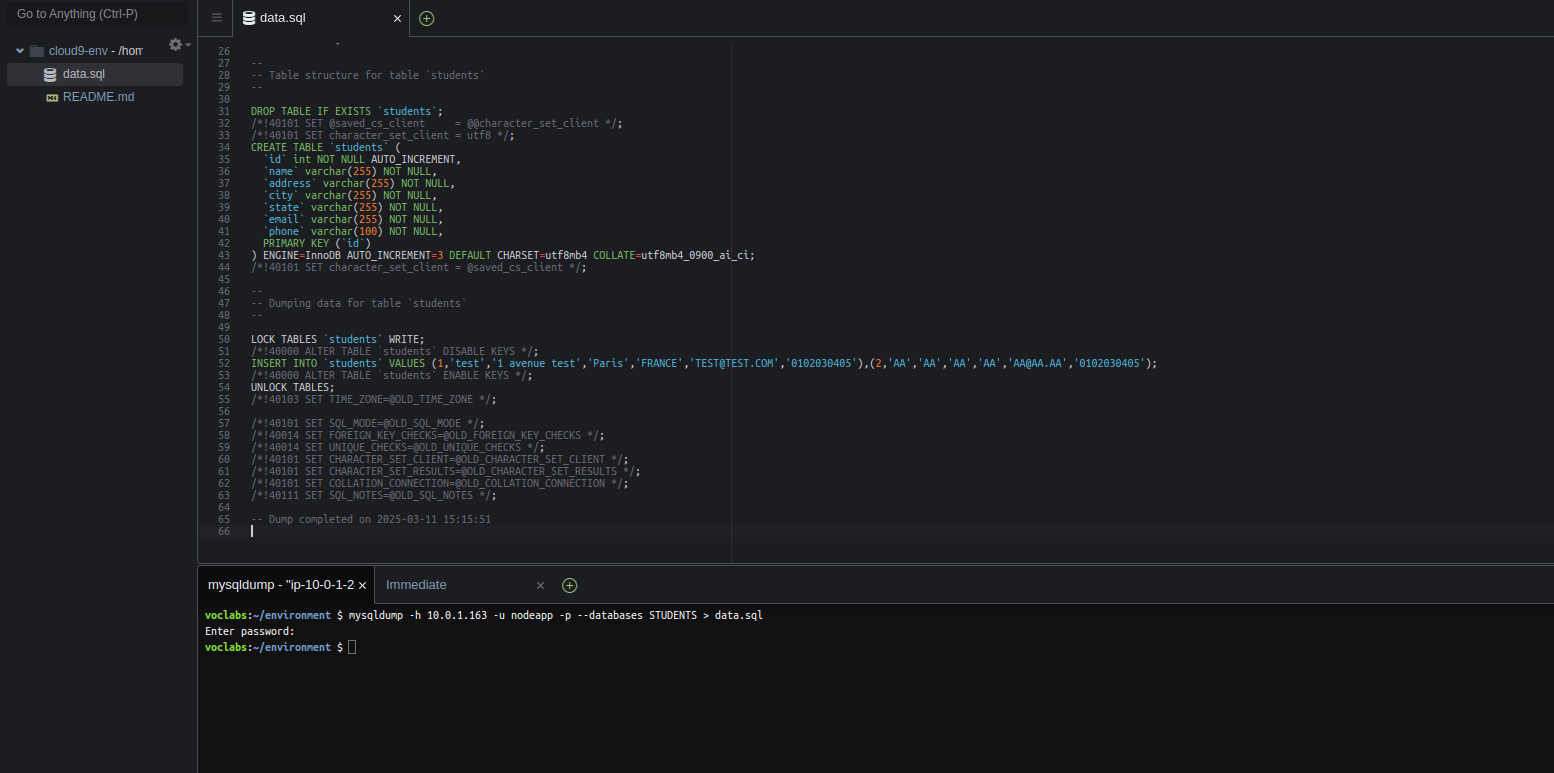 Go to Anything (Ctrl-P)
cloud9-env - /hom
data.sql
README.md
data.sql
26
27 --
28 -- Table structure for table `students`
29 --
30
31 DROP TABLE IF EXISTS `students`;
32 /*!40101 SET @saved_cs_client     = @@character_set_client */;
33 /*!40101 SET character_set_client = utf8 */;
34 CREATE TABLE `students` (
35   `id` int NOT NULL AUTO_INCREMENT,
36   `name` varchar(255) NOT NULL,
37   `address` varchar(255) NOT NULL,
38   `city` varchar(255) NOT NULL,
39   `state` varchar(255) NOT NULL,
40   `email` varchar(255) NOT NULL,
41   `phone` varchar(100) NOT NULL,
42   PRIMARY KEY (`id`)
43 ) ENGINE=InnoDB AUTO_INCREMENT=3 DEFAULT CHARSET=utf8mb4 COLLATE=utf8mb4_0900_ai_ci;
44 /*!40101 SET character_set_client = @saved_cs_client */;
45
46 --
47 -- Dumping data for table `students`
48 --
49
50 LOCK TABLES `students` WRITE;
51 /*!40000 ALTER TABLE `students` DISABLE KEYS */;
52 INSERT INTO `students` VALUES (1,'test','1 avenue test','Paris','FRANCE','TEST@TEST.COM','0102030405'),(2,'AA','AA','AA','AA','AA@AA.AA','0102030405');
53 /*!40000 ALTER TABLE `students` ENABLE KEYS */;
54 UNLOCK TABLES;
55 /*!40103 SET TIME_ZONE=@OLD_TIME_ZONE */;
56
57 /*!40101 SET SQL_MODE=@OLD_SQL_MODE */;
58 /*!40014 SET FOREIGN_KEY_CHECKS=@OLD_FOREIGN_KEY_CHECKS */;
59 /*!40014 SET UNIQUE_CHECKS=@OLD_UNIQUE_CHECKS */;
60 /*!40101 SET CHARACTER_SET_CLIENT=@OLD_CHARACTER_SET_CLIENT */;
61 /*!40101 SET CHARACTER_SET_RESULTS=@OLD_CHARACTER_SET_RESULTS */;
62 /*!40101 SET COLLATION_CONNECTION=@OLD_COLLATION_CONNECTION */;
63 /*!40111 SET SQL_NOTES=@OLD_SQL_NOTES */;
64
65 -- Dump completed on 2025-03-11 15:15:51
66
mysqldump - "ip-10-0-1-2
Immediate
voclabs:~/environment $ mysqldump -h 10.0.1.163 -u nodeapp -p --databases STUDENTS > data.sql
Enter password:
voclabs:~/environment $